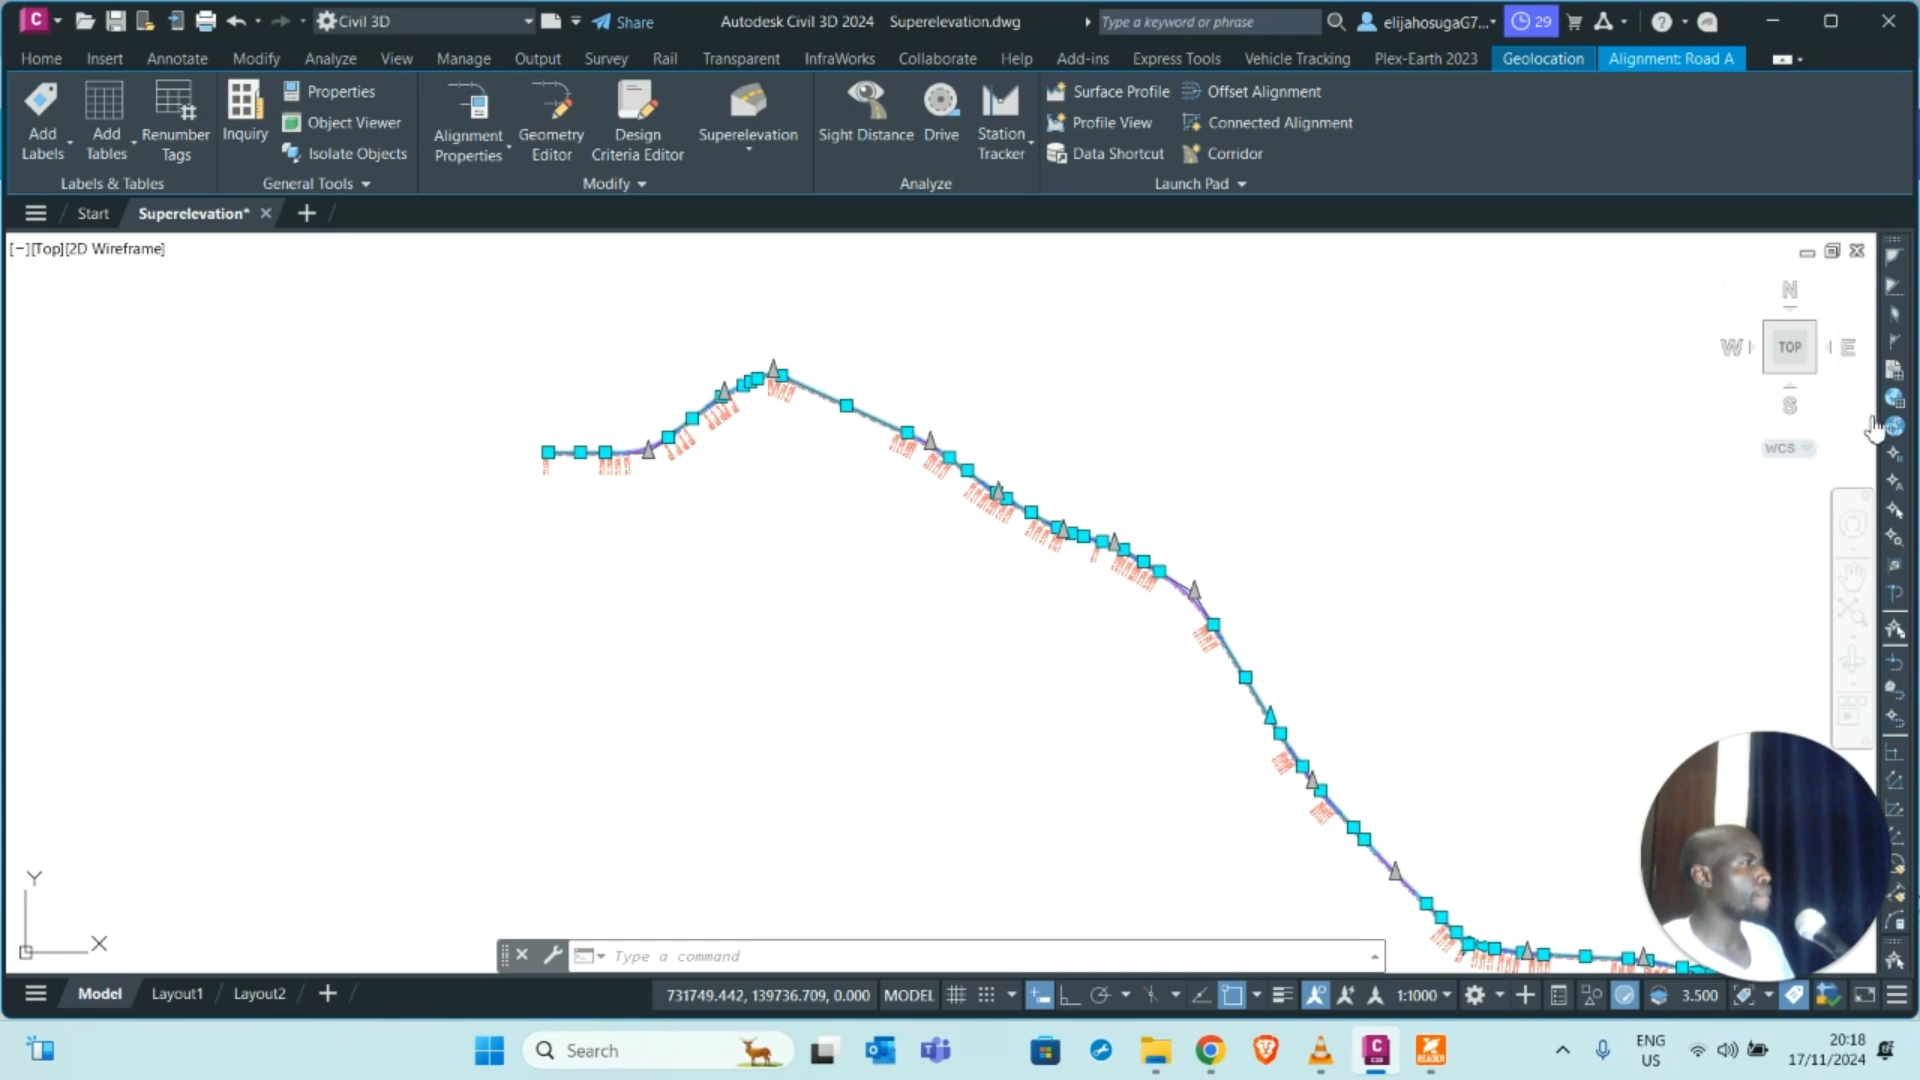 Civil 3D
Share
Autodesk Civil 3D 2024 Superelevation.dwg
Type a keyword or phrase
elijahosugaG7...
29
Home Insert Annotate Modify Analyze View Manage Output Survey Rail Transparent InfraWorks Collaborate Help Add-ins Express Tools Vehicle Tracking Plex-Earth 2023 Geolocation Alignment: Road A
Add Labels
Add Tables
Renumber Tags
Labels & Tables
Inquiry
Properties
Object Viewer
Isolate Objects
General Tools
Alignment Properties
Geometry Editor
Design Criteria Editor
Superelevation
Modify
Sight Distance
Drive
Station Tracker
Analyze
Surface Profile
Profile View
Data Shortcut
Offset Alignment
Connected Alignment
Corridor
Launch Pad
Start
Superelevation*
[−][Top][2D Wireframe]
N
W
TOP
E
S
WCS
Y
X
Type a command
Model Layout1 Layout2
731749.442, 139736.709, 0.000 MODEL
1:1000
3.500
Search
READER
ENG
US
20:18
17/11/2024